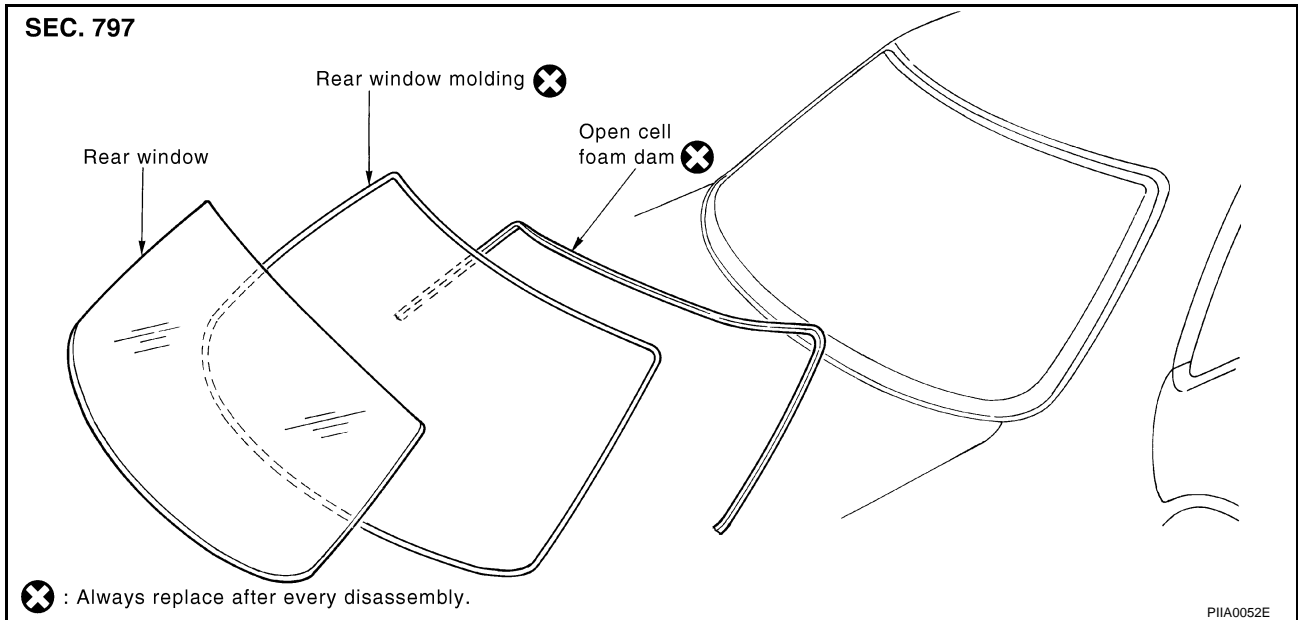 SEC. 797
Rear window molding
Open cell
foam dam
Rear window
: Always replace after every disassembly.
PIIA0052E